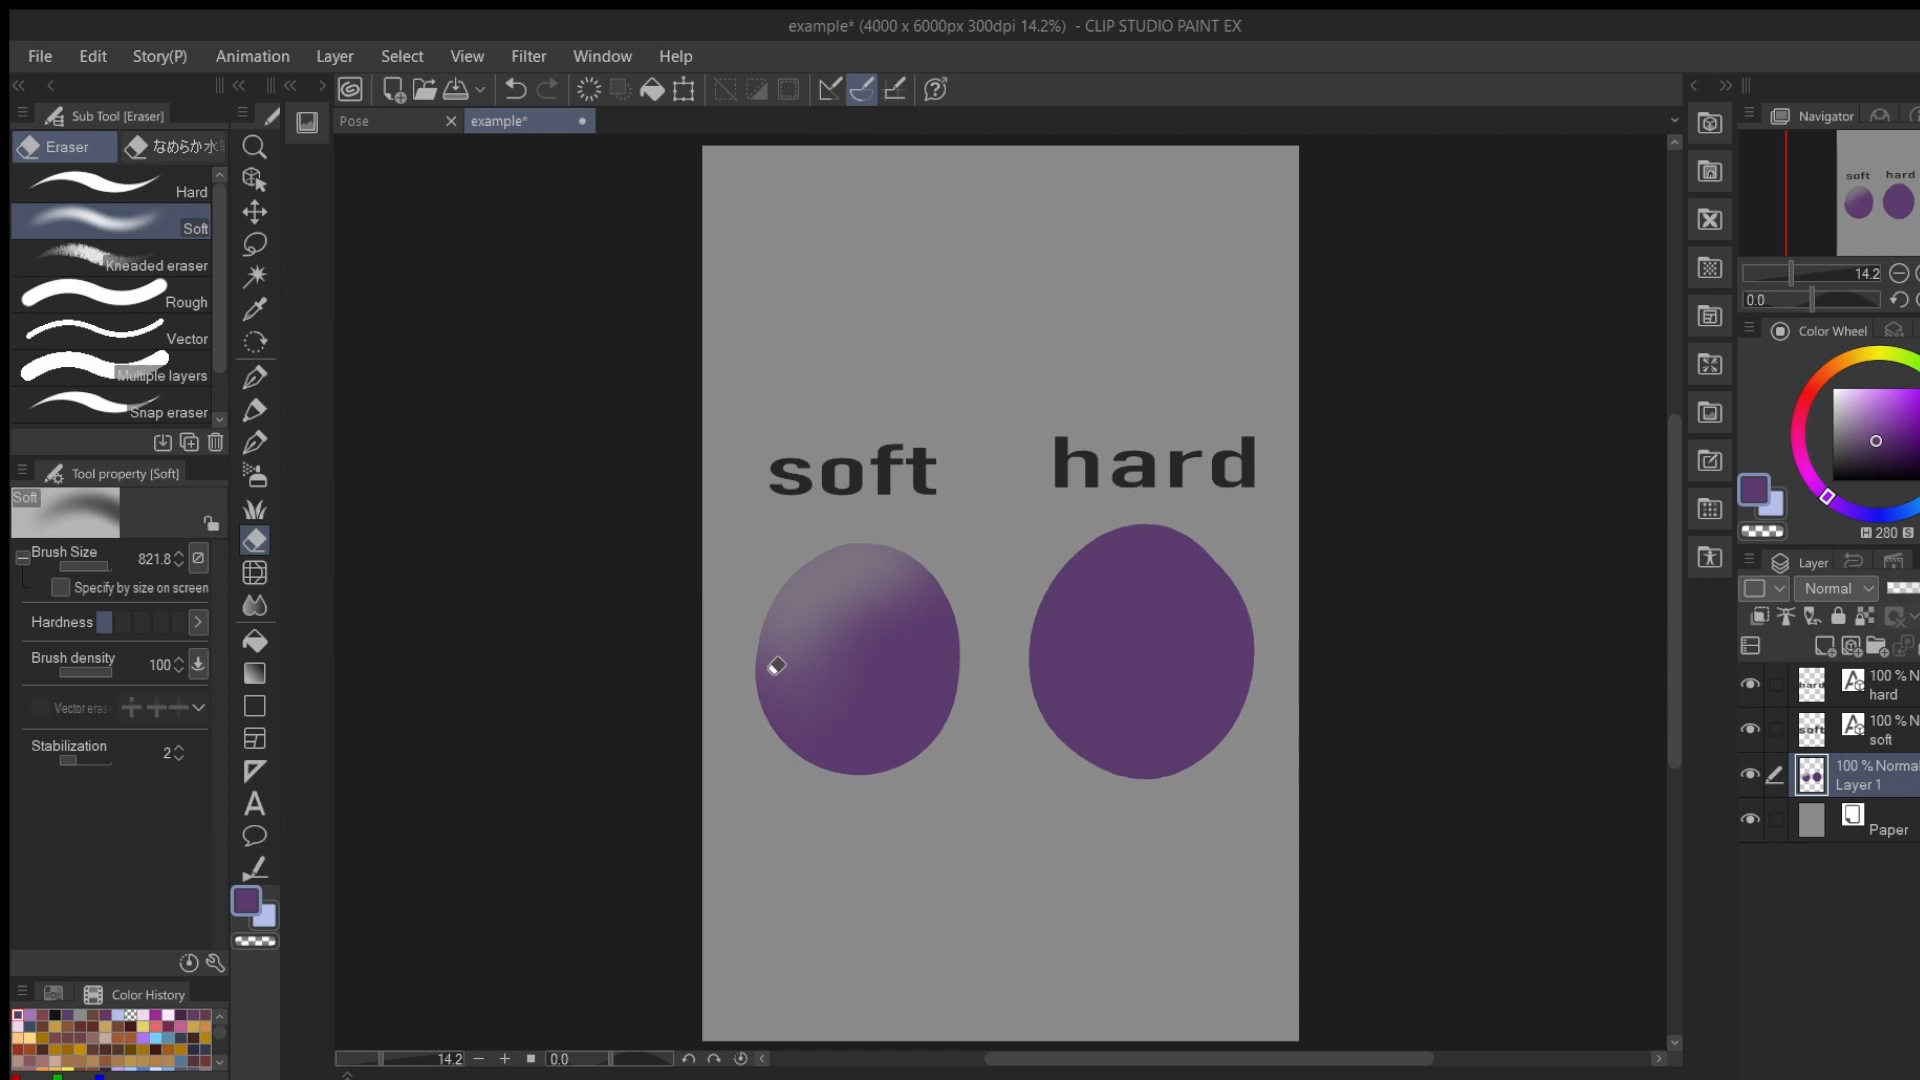 example* (4000 x 6000px 300dpi 14.2%) - CLIP STUDIO PAINT EX
File Edit Story(P) Animation Layer Select View Filter Window Help
Sub Tool [Eraser]
Pose
example*
Navigator
Eraser
なめらか水
Hard
Soft
Kneaded eraser
Rough
Vector
Multiple layers
Snap eraser
Tool property [Soft]
Soft
Brush Size 821.8
Specify by size on screen
Hardness
Brush density 100
Vector eras
Stabilization 2
Color History
soft hard
14.2 0.0
soft hard
14.2
0.0
Color Wheel
H 280 S
Layer
Normal
100 % N
hard
hard
100 % N
soft
soft
100 % Normal
Layer 1
Paper